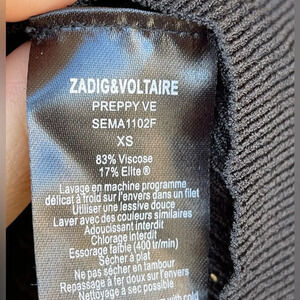 ZADIG&VOLTAIRE
PREPPY VE
SEMA1102F
XS
83% Viscose
17% Elite®
Lavage en machine programme
délicat à froid sur l'envers dans un filet
Utiliser une lessive douce
Laver avec des couleurs similaires
Adoucissant interdit
Chlorage interdit
Essorage faible (400 tr/min)
Sécher à plat
Ne pas sécher en tambour
Repassage à fer doux sur l'envers
Nettoyage à sec possible
with cold